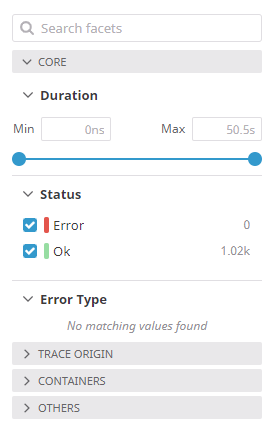 Search facets
CORE
Duration
Min 0ns Max 50.5s
Status
Error 0
Ok 1.02k
Error Type
No matching values found
TRACE ORIGIN
CONTAINERS
OTHERS